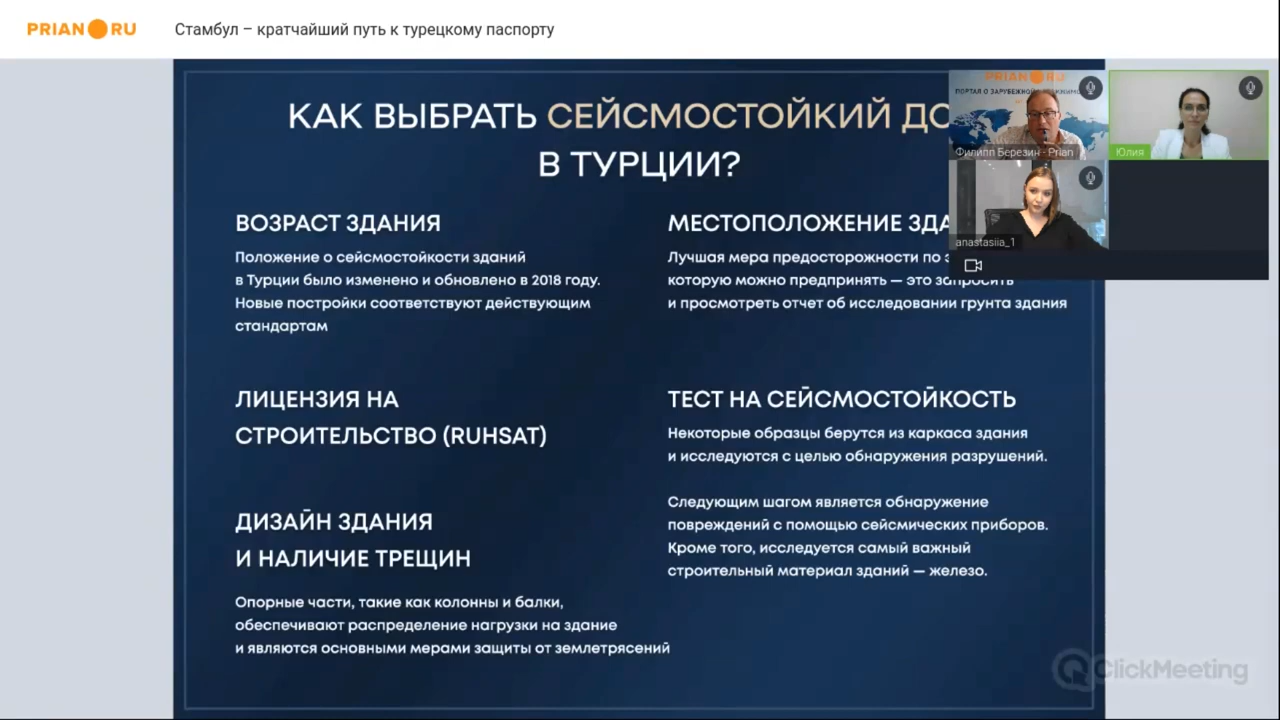 PRIAN RU
Стамбул – кратчайший путь к турецкому паспорту
КАК ВЫБРАТЬ СЕЙСМОСТОЙКИЙ ДО
В ТУРЦИИ?
ВОЗРАСТ ЗДАНИЯ
Положение о сейсмостойкости зданий
в Турции было изменено и обновлено в 2018 году.
Новые постройки соответствуют действующим
стандартам
ЛИЦЕНЗИЯ НА
СТРОИТЕЛЬСТВО (RUHSAT)
ДИЗАЙН ЗДАНИЯ
И НАЛИЧИЕ ТРЕЩИН
Опорные части, такие как колонны и балки,
обеспечивают распределение нагрузки на здание
и являются основными мерами защиты от землетрясений
МЕСТОПОЛОЖЕНИЕ ЗДА
Лучшая мера предосторожности по
которую можно предпринять — это запросить
и просмотреть отчет об исследовании грунта здания
ТЕСТ НА СЕЙСМОСТОЙКОСТЬ
Некоторые образцы берутся из каркаса здания
и исследуются с целью обнаружения разрушений.
Следующим шагом является обнаружение
повреждений с помощью сейсмических приборов.
Кроме того, исследуется самый важный
строительный материал зданий — железо.
PRIAN RU
ПОРТАЛ О ЗАРУБЕЖНОЙ
Филипп Березин - Prian
Юлия
anastasiia_1
ClickMeeting